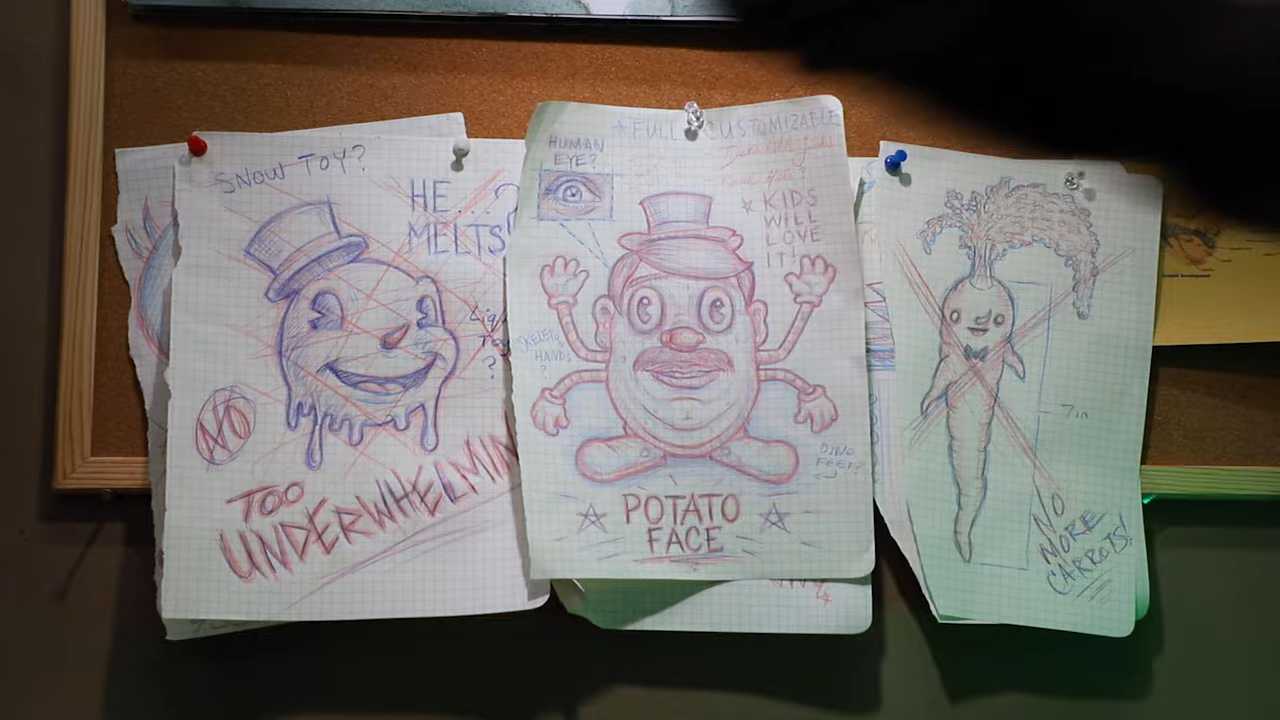 SNOW TOY?
HE...?
MELTS!
NO
TOO
UNDERWHELMIN
HUMAN
EYE?
* FULL CUSTOMIZABLE
* KIDS
WILL
LOVE
IT!
SKELETON
HANDS
?
DINO
FEET?
POTATO
FACE
7in
NO
MORE
CARROTS!